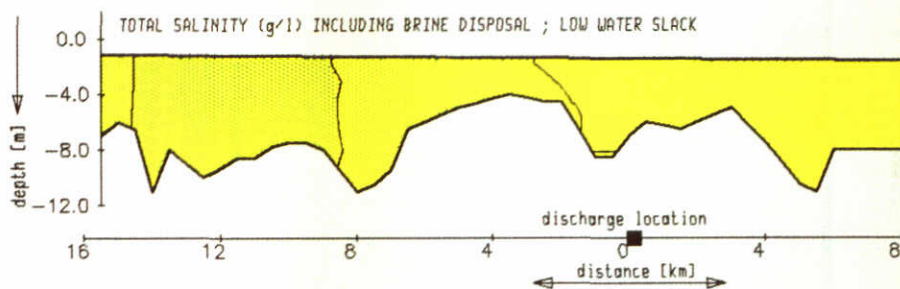 TOTAL SALINITY (g/l) INCLUDING BRINE DISPOSAL ; LOW WATER SLACK
0.0
-4.0
-8.0
-12.0
depth [m]
discharge location
16 12 8 4 0 4 8
distance [km]